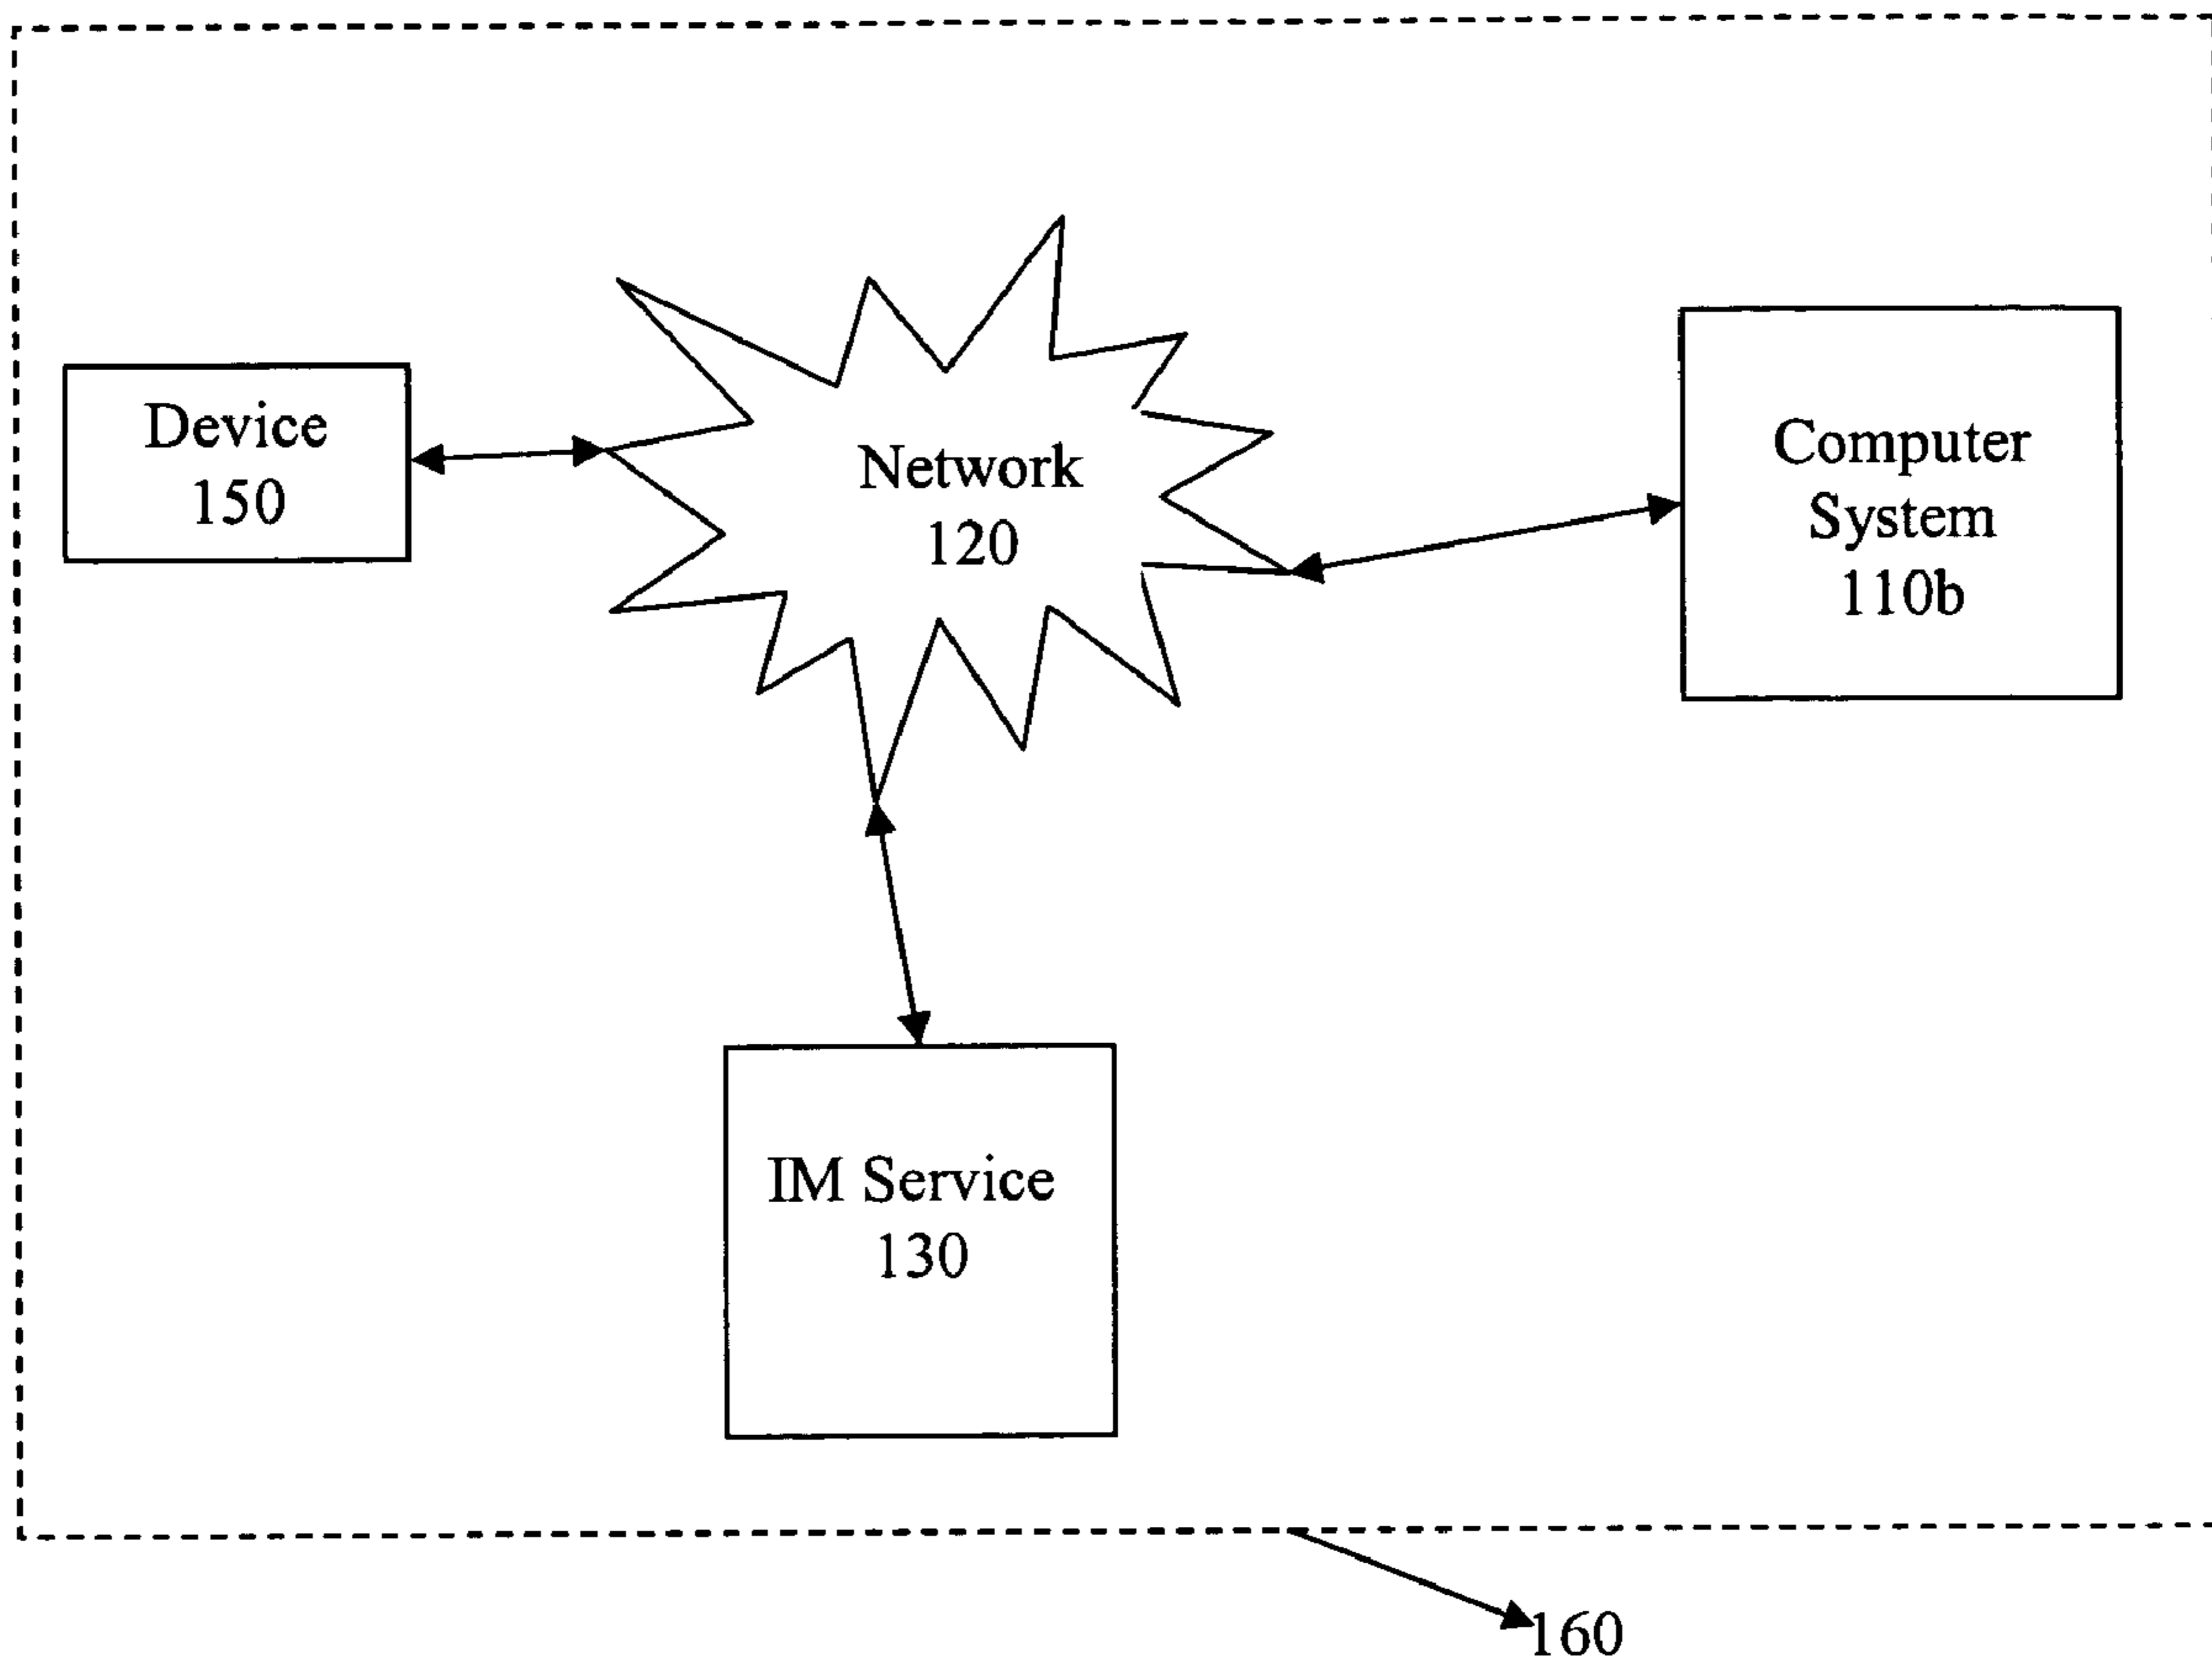 Device
150
Network
120
Computer
System
110b
IM Service
130
160